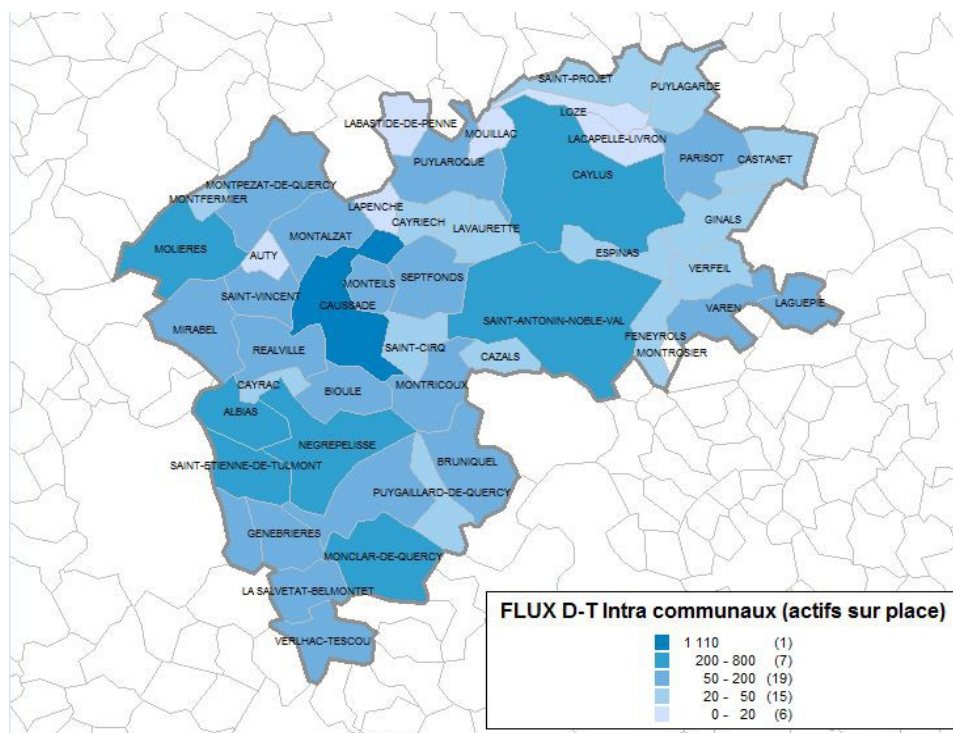 SAINT-PROJET
PUYLAGARDE
LABASTIDE-DE-PENNE
LOZE
MOUILLAC
LACAPELLE-LIVRON
PUYLAROQUE
PARISOT
CASTANET
CAYLUS
MONTPEZAT-DE-QUERCY
MONTFERMIER
LAPENCHE
CAYRIECH
LAVAURETTE
GINALS
MONTALZAT
MOLIERES
AUTY
ESPINAS
VERFEIL
MONTEILS
SEPTFONDS
SAINT-VINCENT
CAUSSADE
LAGUEPIE
VAREN
SAINT-ANTONIN-NOBLE-VAL
MIRABEL
FENEYROLS
REALVILLE
SAINT-CIRQ
CAZALS
MONTROSIER
CAYRAC
BIOULE
MONTRICOUX
ALBIAS
NEGREPELISSE
BRUNIQUEL
SAINT-ETIENNE-DE-TULMONT
PUYGAILLARD-DE-QUERCY
GENEBRIERES
MONCLAR-DE-QUERCY
LA SALVETAT-BELMONTET
VERLHAC-TESCOU
FLUX D-T Intra communaux (actifs sur place)
1 110 (1)
200 - 800 (7)
50 - 200 (19)
20 - 50 (15)
0 - 20 (6)